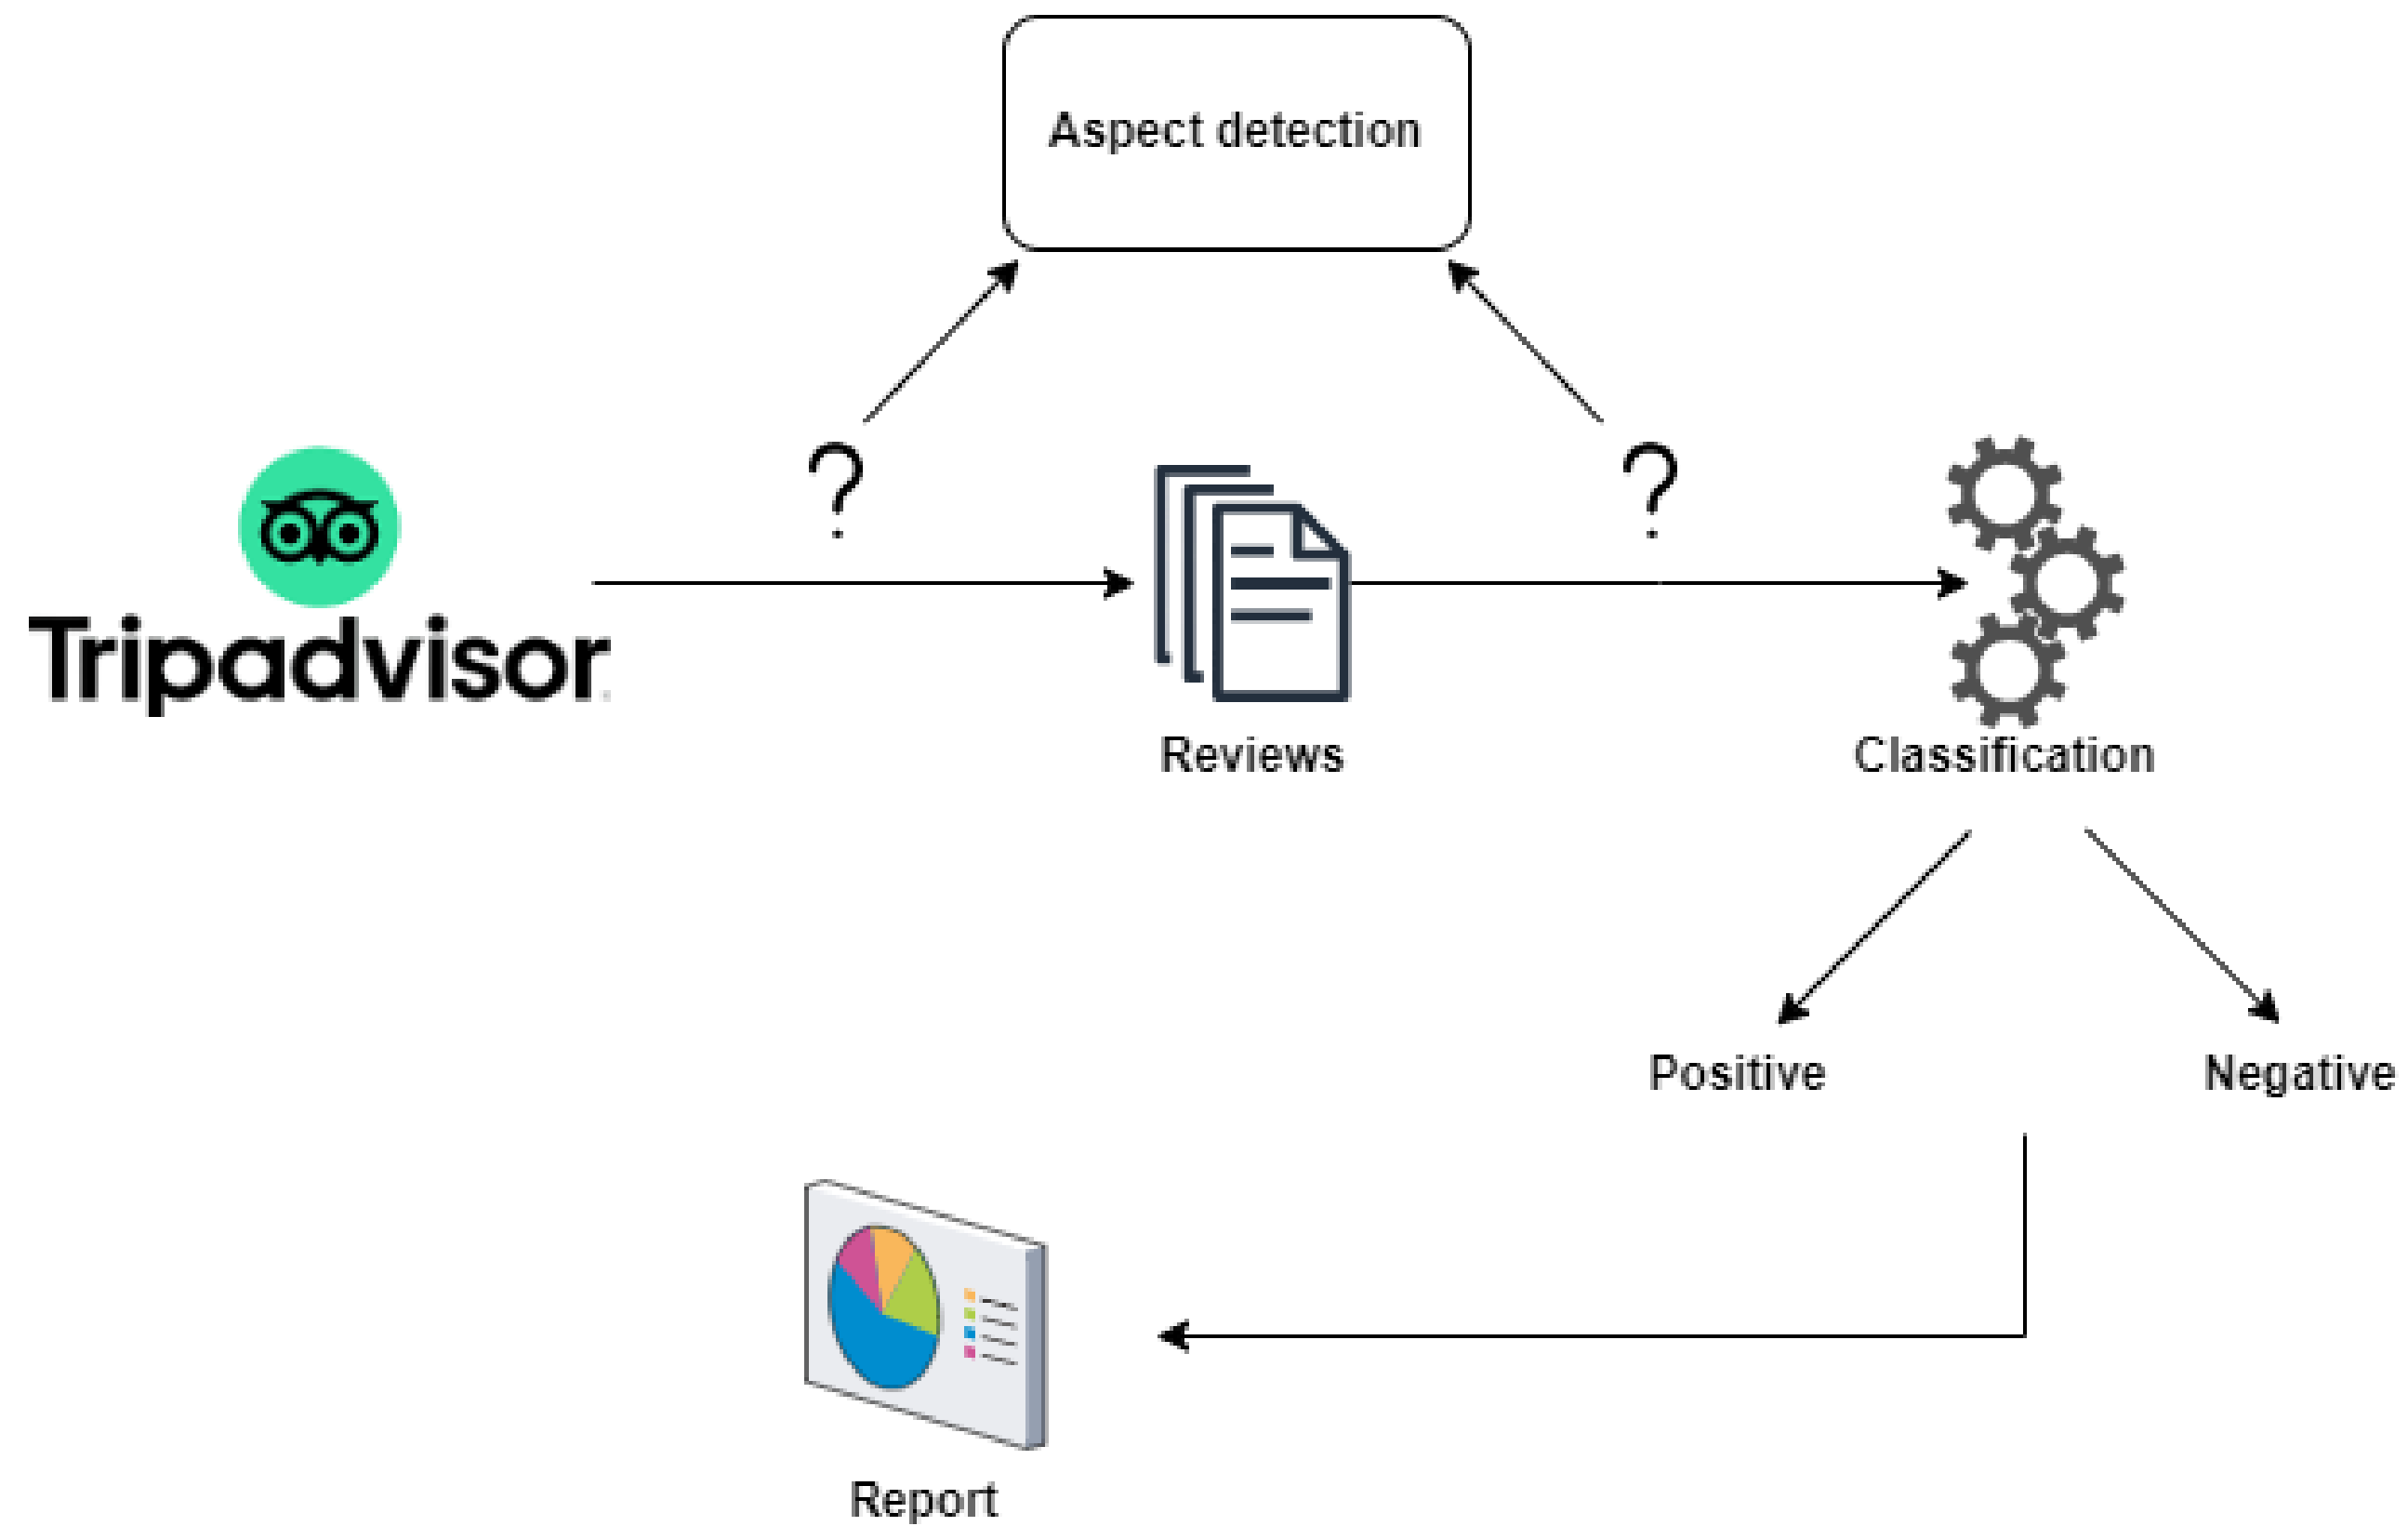 Aspect detection
?
?
Tripadvisor
Reviews
Classification
Positive
Negative
Report